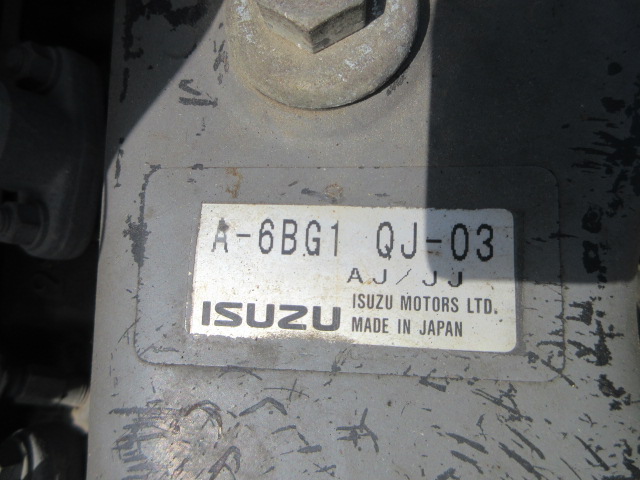 A-6BG1 QJ-03
AJ/JJ
ISUZU ISUZU MOTORS LTD.
MADE IN JAPAN